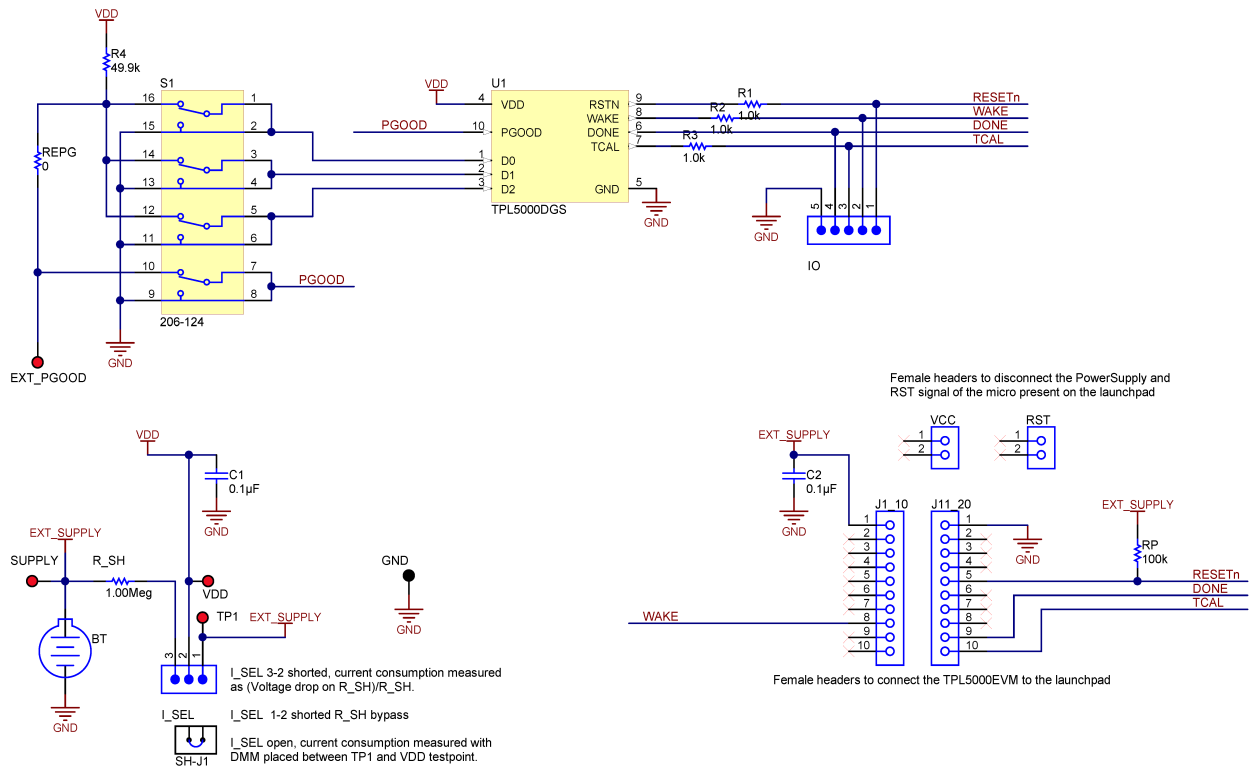 VDD
R4
49.9k
S1
16
15
14
13
12
11
10
9
1
2
3
4
5
6
7
8
206-124
REPG
0
EXT_PGOOD
GND
PGOOD
PGOOD
VDD
U1
4 VDD
10 PGOOD
1 D0
2 D1
3 D2
RSTN 9
WAKE 8
DONE 6
TCAL 7
GND 5
TPL5000DGS
GND
R1
1.0k
R2
1.0k
R3
1.0k
RESETn
WAKE
DONE
TCAL
GND
5 4 3 2 1
IO
Female headers to disconnect the PowerSupply and
RST signal of the micro present on the launchpad
VCC
1
2
RST
1
2
VDD
C1
0.1µF
GND
EXT_SUPPLY
SUPPLY
R_SH
1.00Meg
VDD
TP1
EXT_SUPPLY
BT
GND
3 2 1
I_SEL
SH-J1
GND
GND
I_SEL 3-2 shorted, current consumption measured
as (Voltage drop on R_SH)/R_SH.
I_SEL 1-2 shorted R_SH bypass
I_SEL open, current consumption measured with
DMM placed between TP1 and VDD testpoint.
EXT_SUPPLY
C2
0.1µF
GND
WAKE
J1_10
1
2
3
4
5
6
7
8
9
10
J11_20
1
2
3
4
5
6
7
8
9
10
GND
EXT_SUPPLY
RP
100k
RESETn
DONE
TCAL
Female headers to connect the TPL5000EVM to the launchpad